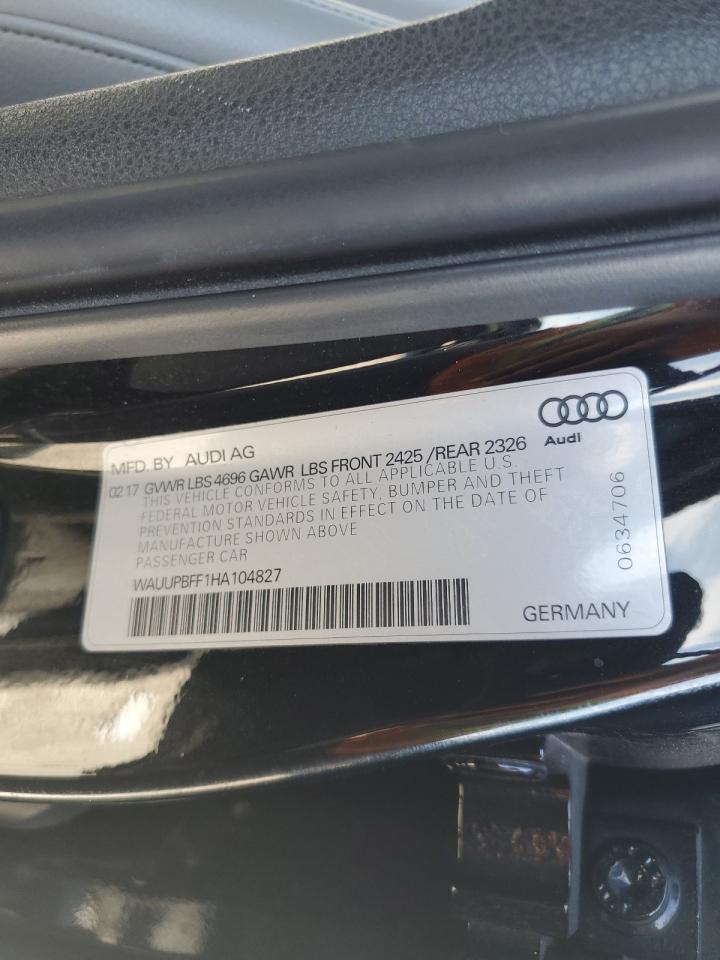 MFD. BY AUDI AG
Audi
02 17 GVWR LBS 4696 GAWR LBS FRONT 2425 /REAR 2326
THIS VEHICLE CONFORMS TO ALL APPLICABLE U.S.
FEDERAL MOTOR VEHICLE SAFETY, BUMPER AND THEFT
PREVENTION STANDARDS IN EFFECT ON THE DATE OF
MANUFACTURE SHOWN ABOVE
PASSENGER CAR
WAUUPBFF1HA104827
GERMANY
0634706